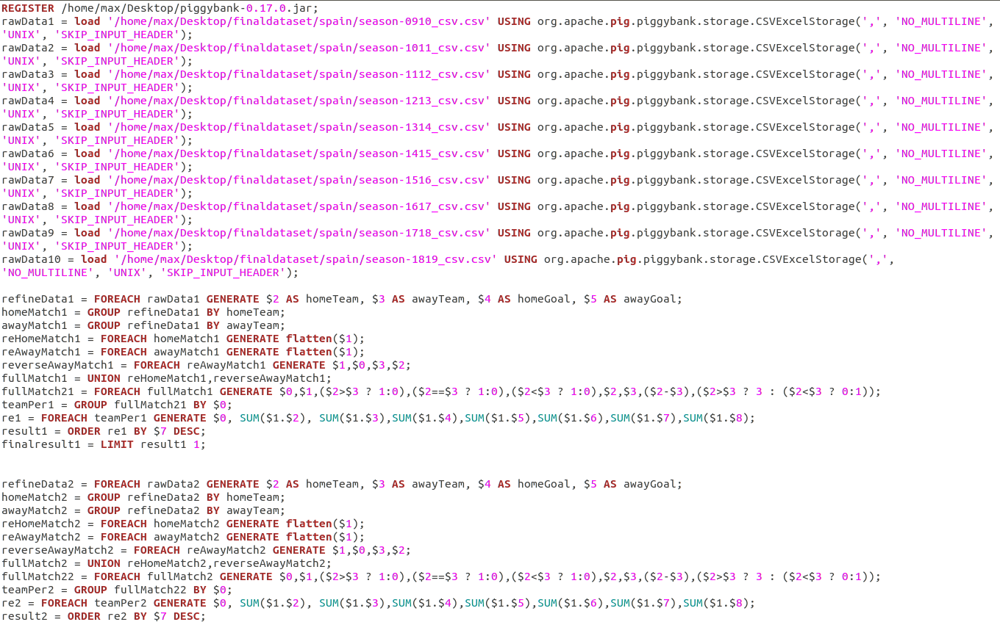 REGISTER /home/max/Desktop/piggybank-0.17.0.jar;
rawData1 = load '/home/max/Desktop/finaldataset/spain/season-0910_csv.csv' USING org.apache.pig.piggybank.storage.CSVExcelStorage(',', 'NO_MULTILINE',
'UNIX', 'SKIP_INPUT_HEADER');
rawData2 = load '/home/max/Desktop/finaldataset/spain/season-1011_csv.csv' USING org.apache.pig.piggybank.storage.CSVExcelStorage(',', 'NO_MULTILINE',
'UNIX', 'SKIP_INPUT_HEADER');
rawData3 = load '/home/max/Desktop/finaldataset/spain/season-1112_csv.csv' USING org.apache.pig.piggybank.storage.CSVExcelStorage(',', 'NO_MULTILINE',
'UNIX', 'SKIP_INPUT_HEADER');
rawData4 = load '/home/max/Desktop/finaldataset/spain/season-1213_csv.csv' USING org.apache.pig.piggybank.storage.CSVExcelStorage(',', 'NO_MULTILINE',
'UNIX', 'SKIP_INPUT_HEADER');
rawData5 = load '/home/max/Desktop/finaldataset/spain/season-1314_csv.csv' USING org.apache.pig.piggybank.storage.CSVExcelStorage(',', 'NO_MULTILINE',
'UNIX', 'SKIP_INPUT_HEADER');
rawData6 = load '/home/max/Desktop/finaldataset/spain/season-1415_csv.csv' USING org.apache.pig.piggybank.storage.CSVExcelStorage(',', 'NO_MULTILINE',
'UNIX', 'SKIP_INPUT_HEADER');
rawData7 = load '/home/max/Desktop/finaldataset/spain/season-1516_csv.csv' USING org.apache.pig.piggybank.storage.CSVExcelStorage(',', 'NO_MULTILINE',
'UNIX', 'SKIP_INPUT_HEADER');
rawData8 = load '/home/max/Desktop/finaldataset/spain/season-1617_csv.csv' USING org.apache.pig.piggybank.storage.CSVExcelStorage(',', 'NO_MULTILINE',
'UNIX', 'SKIP_INPUT_HEADER');
rawData9 = load '/home/max/Desktop/finaldataset/spain/season-1718_csv.csv' USING org.apache.pig.piggybank.storage.CSVExcelStorage(',', 'NO_MULTILINE',
'UNIX', 'SKIP_INPUT_HEADER');
rawData10 = load '/home/max/Desktop/finaldataset/spain/season-1819_csv.csv' USING org.apache.pig.piggybank.storage.CSVExcelStorage(',',
'NO_MULTILINE', 'UNIX', 'SKIP_INPUT_HEADER');
refineData1 = FOREACH rawData1 GENERATE $2 AS homeTeam, $3 AS awayTeam, $4 AS homeGoal, $5 AS awayGoal;
homeMatch1 = GROUP refineData1 BY homeTeam;
awayMatch1 = GROUP refineData1 BY awayTeam;
reHomeMatch1 = FOREACH homeMatch1 GENERATE flatten($1);
reAwayMatch1 = FOREACH awayMatch1 GENERATE flatten($1);
reverseAwayMatch1 = FOREACH reAwayMatch1 GENERATE $1,$0,$3,$2;
fullMatch1 = UNION reHomeMatch1,reverseAwayMatch1;
fullMatch21 = FOREACH fullMatch1 GENERATE $0,$1,($2>$3 ? 1:0),($2==$3 ? 1:0),($2<$3 ? 1:0),$2,$3,($2-$3),($2>$3 ? 3 : ($2<$3 ? 0:1));
teamPer1 = GROUP fullMatch21 BY $0;
re1 = FOREACH teamPer1 GENERATE $0, SUM($1.$2), SUM($1.$3),SUM($1.$4),SUM($1.$5),SUM($1.$6),SUM($1.$7),SUM($1.$8);
result1 = ORDER re1 BY $7 DESC;
finalresult1 = LIMIT result1 1;
refineData2 = FOREACH rawData2 GENERATE $2 AS homeTeam, $3 AS awayTeam, $4 AS homeGoal, $5 AS awayGoal;
homeMatch2 = GROUP refineData2 BY homeTeam;
awayMatch2 = GROUP refineData2 BY awayTeam;
reHomeMatch2 = FOREACH homeMatch2 GENERATE flatten($1);
reAwayMatch2 = FOREACH awayMatch2 GENERATE flatten($1);
reverseAwayMatch2 = FOREACH reAwayMatch2 GENERATE $1,$0,$3,$2;
fullMatch2 = UNION reHomeMatch2,reverseAwayMatch2;
fullMatch22 = FOREACH fullMatch2 GENERATE $0,$1,($2>$3 ? 1:0),($2==$3 ? 1:0),($2<$3 ? 1:0),$2,$3,($2-$3),($2>$3 ? 3 : ($2<$3 ? 0:1));
teamPer2 = GROUP fullMatch22 BY $0;
re2 = FOREACH teamPer2 GENERATE $0, SUM($1.$2), SUM($1.$3),SUM($1.$4),SUM($1.$5),SUM($1.$6),SUM($1.$7),SUM($1.$8);
result2 = ORDER re2 BY $7 DESC;